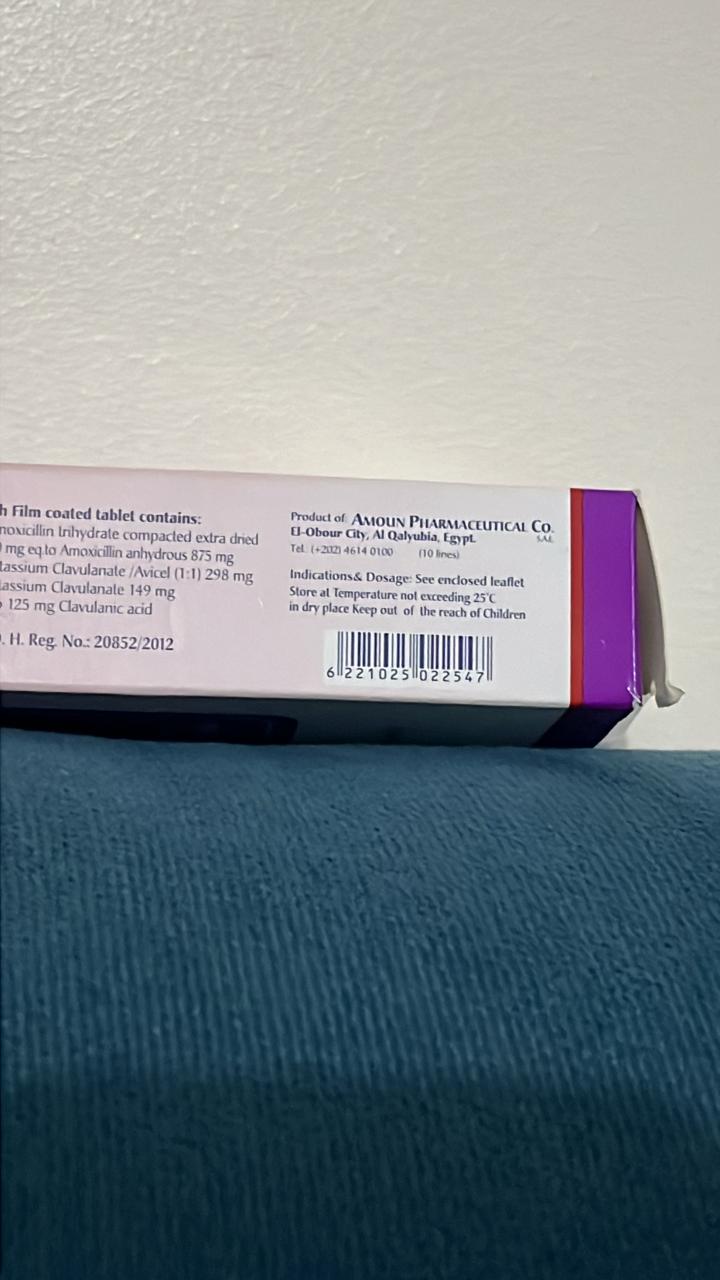 h Film coated tablet contains:
noxicillin trihydrate compacted extra dried
mg eq.to Amoxicillin anhydrous 875 mg
tassium Clavulanate /Avicel (1:1) 298 mg
tassium Clavulanate 149 mg
125 mg Clavulanic acid
. H. Reg. No.: 20852/2012
Product of: AMOUN PHARMACEUTICAL CO.
El-Obour City, Al Qalyubia, Egypt.
S.A.E.
Tel: (+202) 4614 0100 (10 lines)
Indications& Dosage: See enclosed leaflet
Store at Temperature not exceeding 25°C
in dry place Keep out of the reach of Children
6 221025 022547